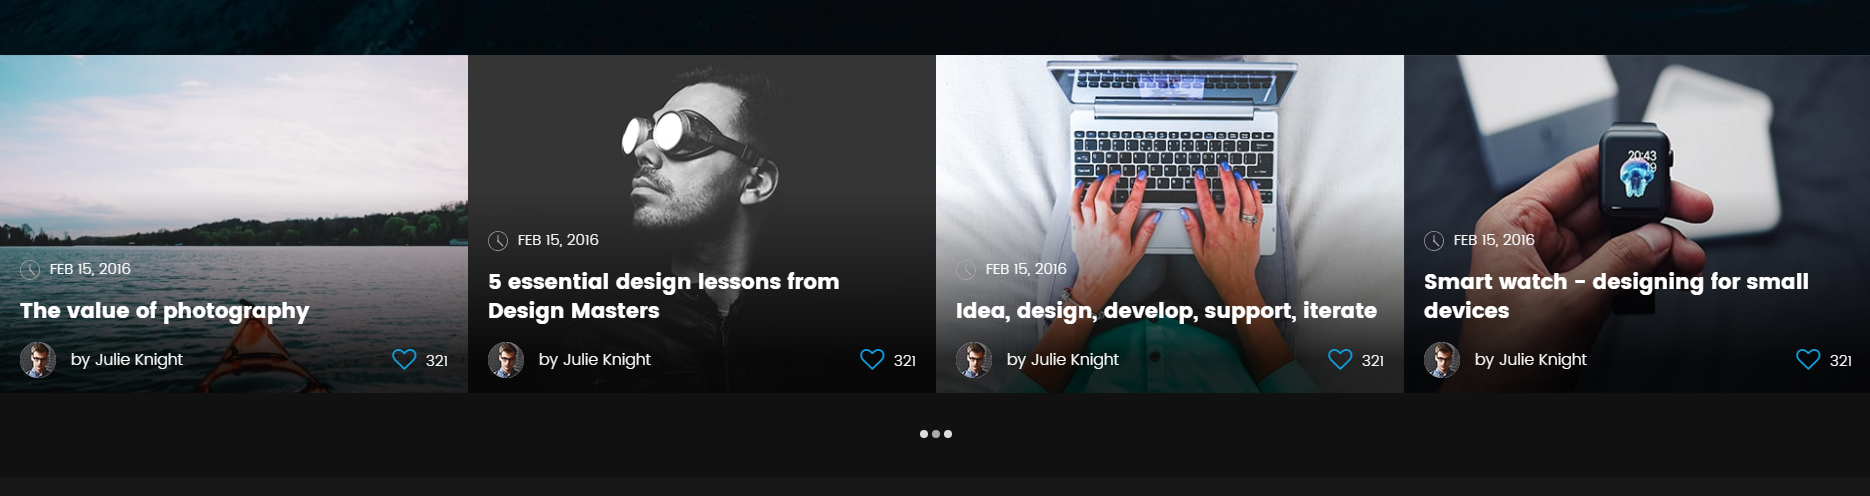 FEB 15, 2016
The value of photography
by Julie Knight
321
FEB 15, 2016
5 essential design lessons from
Design Masters
by Julie Knight
321
FEB 15, 2016
Idea, design, develop, support, iterate
by Julie Knight
321
20:43
FEB 15, 2016
Smart watch - designing for small
devices
by Julie Knight
321